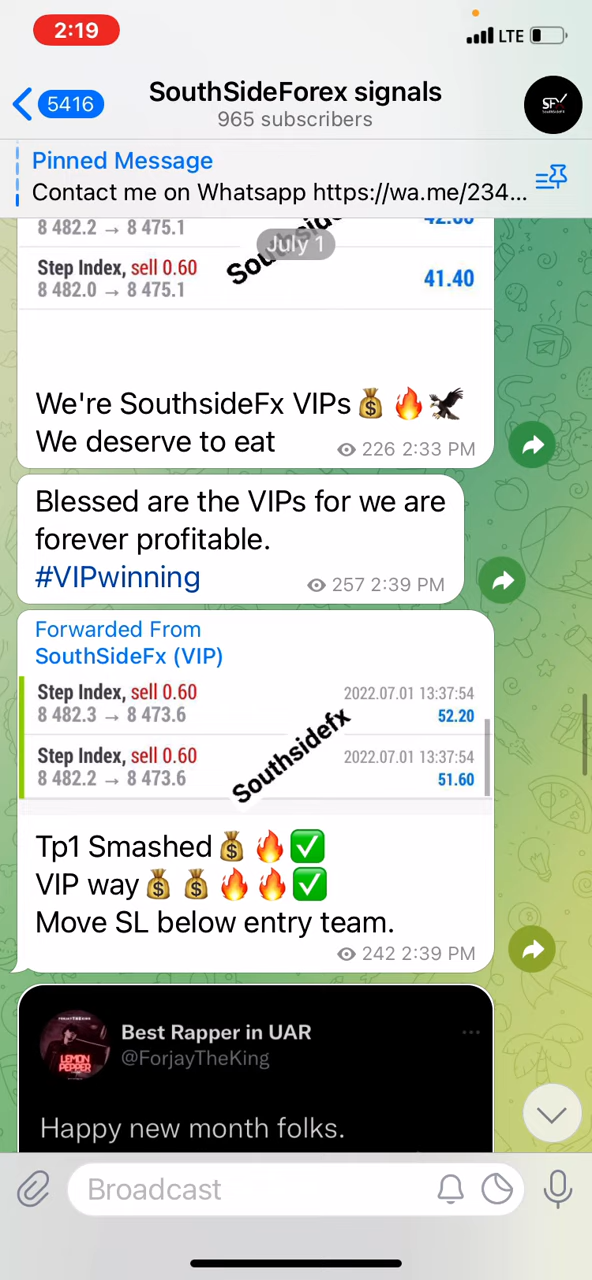 2:19
LTE
5416
SouthSideForex signals
965 subscribers
SFX
Pinned Message
Contact me on Whatsapp https://wa.me/234...
8 482.2 → 8 475.1
42.60
July 1
Step Index, sell 0.60
8 482.0 → 8 475.1
41.40
We're SouthsideFx VIPs💰🔥🦅
We deserve to eat
226 2:33 PM
Blessed are the VIPs for we are
forever profitable.
#VIPwinning
257 2:39 PM
Forwarded From
SouthSideFx (VIP)
Step Index, sell 0.60
2022.07.01 13:37:54
8 482.3 → 8 473.6
52.20
Southsidefx
Step Index, sell 0.60
2022.07.01 13:37:54
8 482.2 → 8 473.6
51.60
Tp1 Smashed💰🔥✅
VIP way💰💰🔥🔥✅
Move SL below entry team.
242 2:39 PM
LEMON
PEPPER
Best Rapper in UAR
@ForjayTheKing
Happy new month folks.
Broadcast